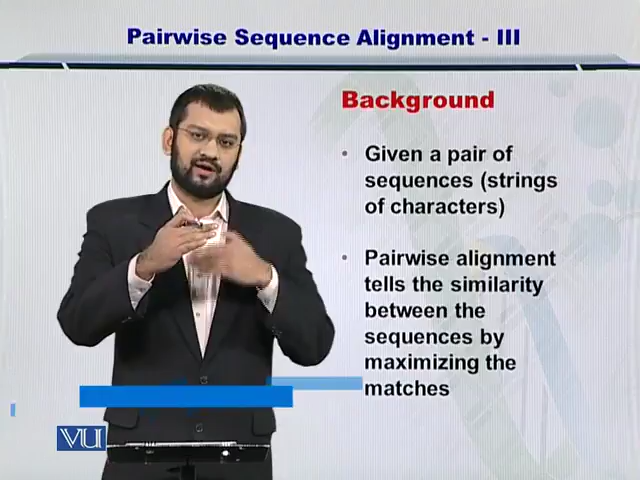 Pairwise Sequence Alignment - III
Background
• Given a pair of
sequences (strings
of characters)
• Pairwise alignment
tells the similarity
between the
sequences by
maximizing the
matches
VU